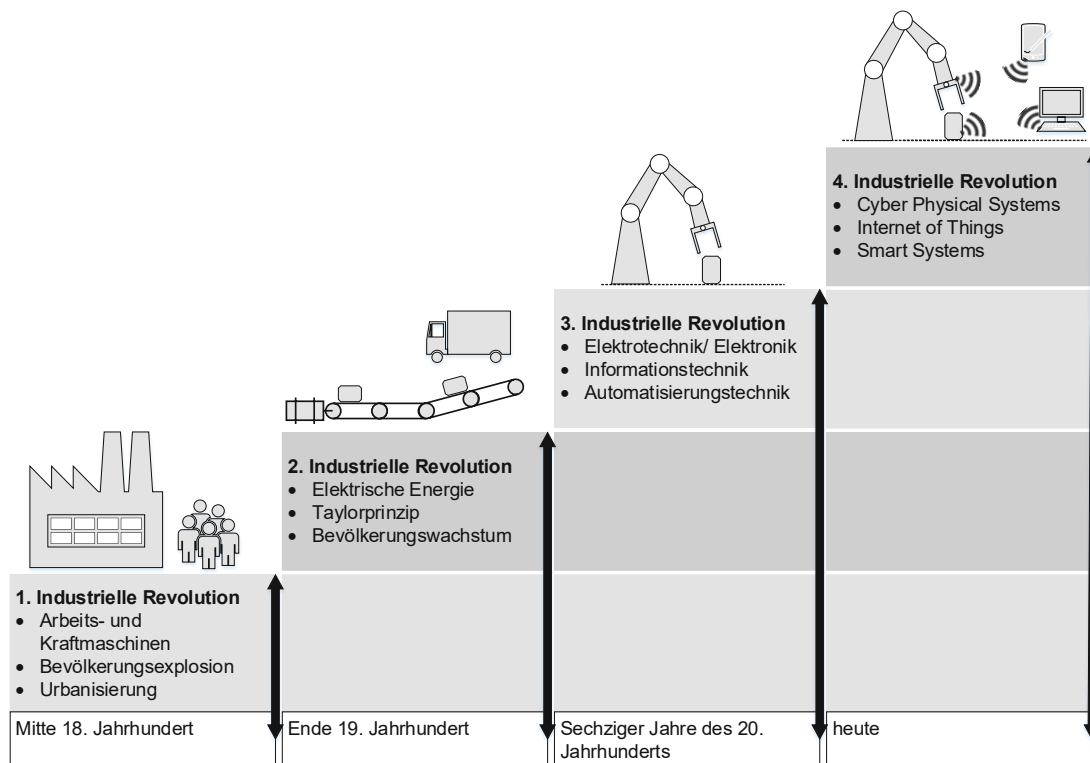 4. Industrielle Revolution
• Cyber Physical Systems
• Internet of Things
• Smart Systems
3. Industrielle Revolution
• Elektrotechnik/ Elektronik
• Informationstechnik
• Automatisierungstechnik
2. Industrielle Revolution
• Elektrische Energie
• Taylorprinzip
• Bevölkerungswachstum
1. Industrielle Revolution
• Arbeits- und
Kraftmaschinen
• Bevölkerungsexplosion
• Urbanisierung
Mitte 18. Jahrhundert
Ende 19. Jahrhundert
Sechziger Jahre des 20.
Jahrhunderts
heute